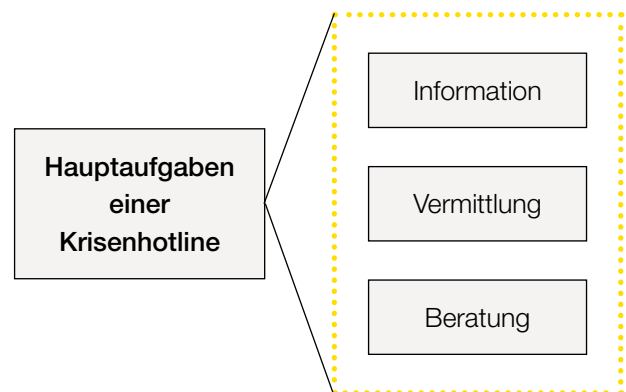 Hauptaufgaben
einer
Krisenhotline
Information
Vermittlung
Beratung